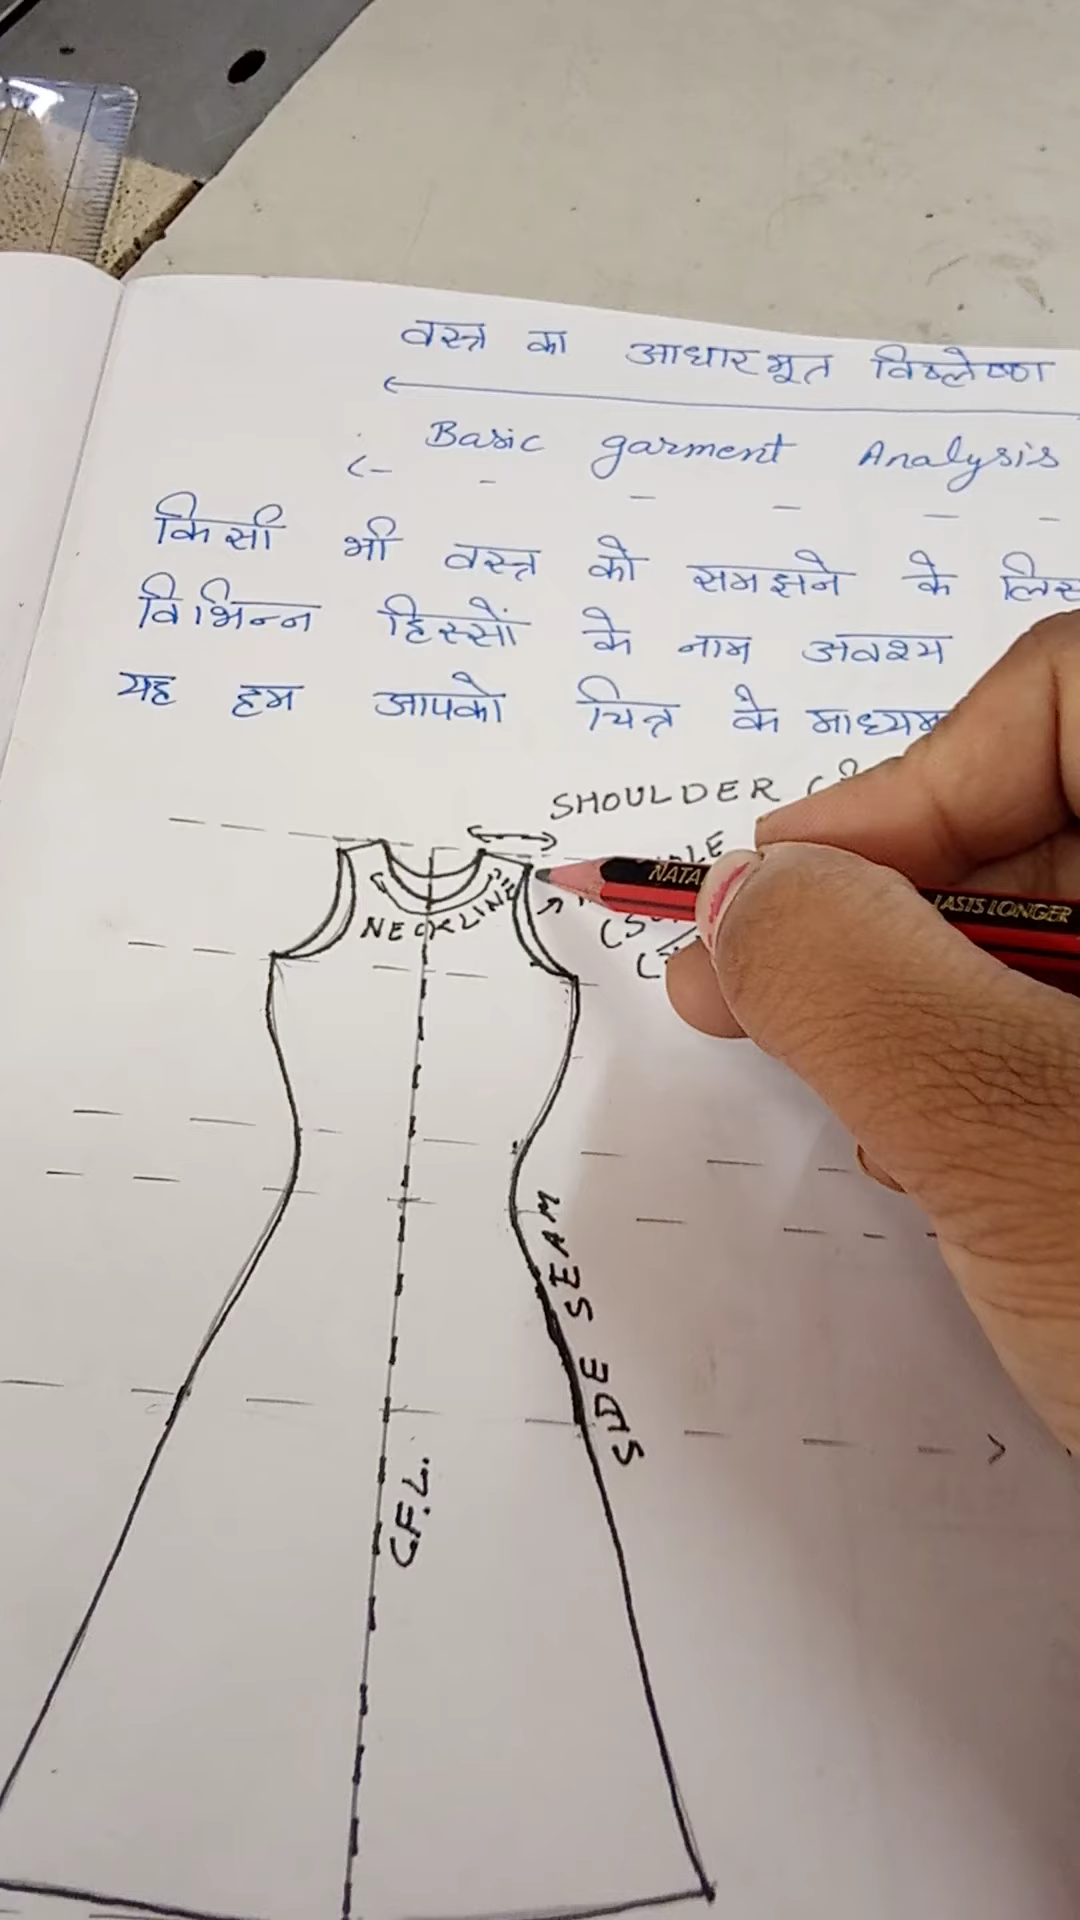 वस्त्र का आधारभूत विश्लेष्ण
Basic garment Analysis
किसी भी वस्त्र को समझने के
विभिन्न हिस्सों के नाम अवश्य
यह हम आपको चित्र के माध्यम
SHOULDER
NECKLINE
SIDE SEAM
C.F.L.
NATA
LASTS LONGER